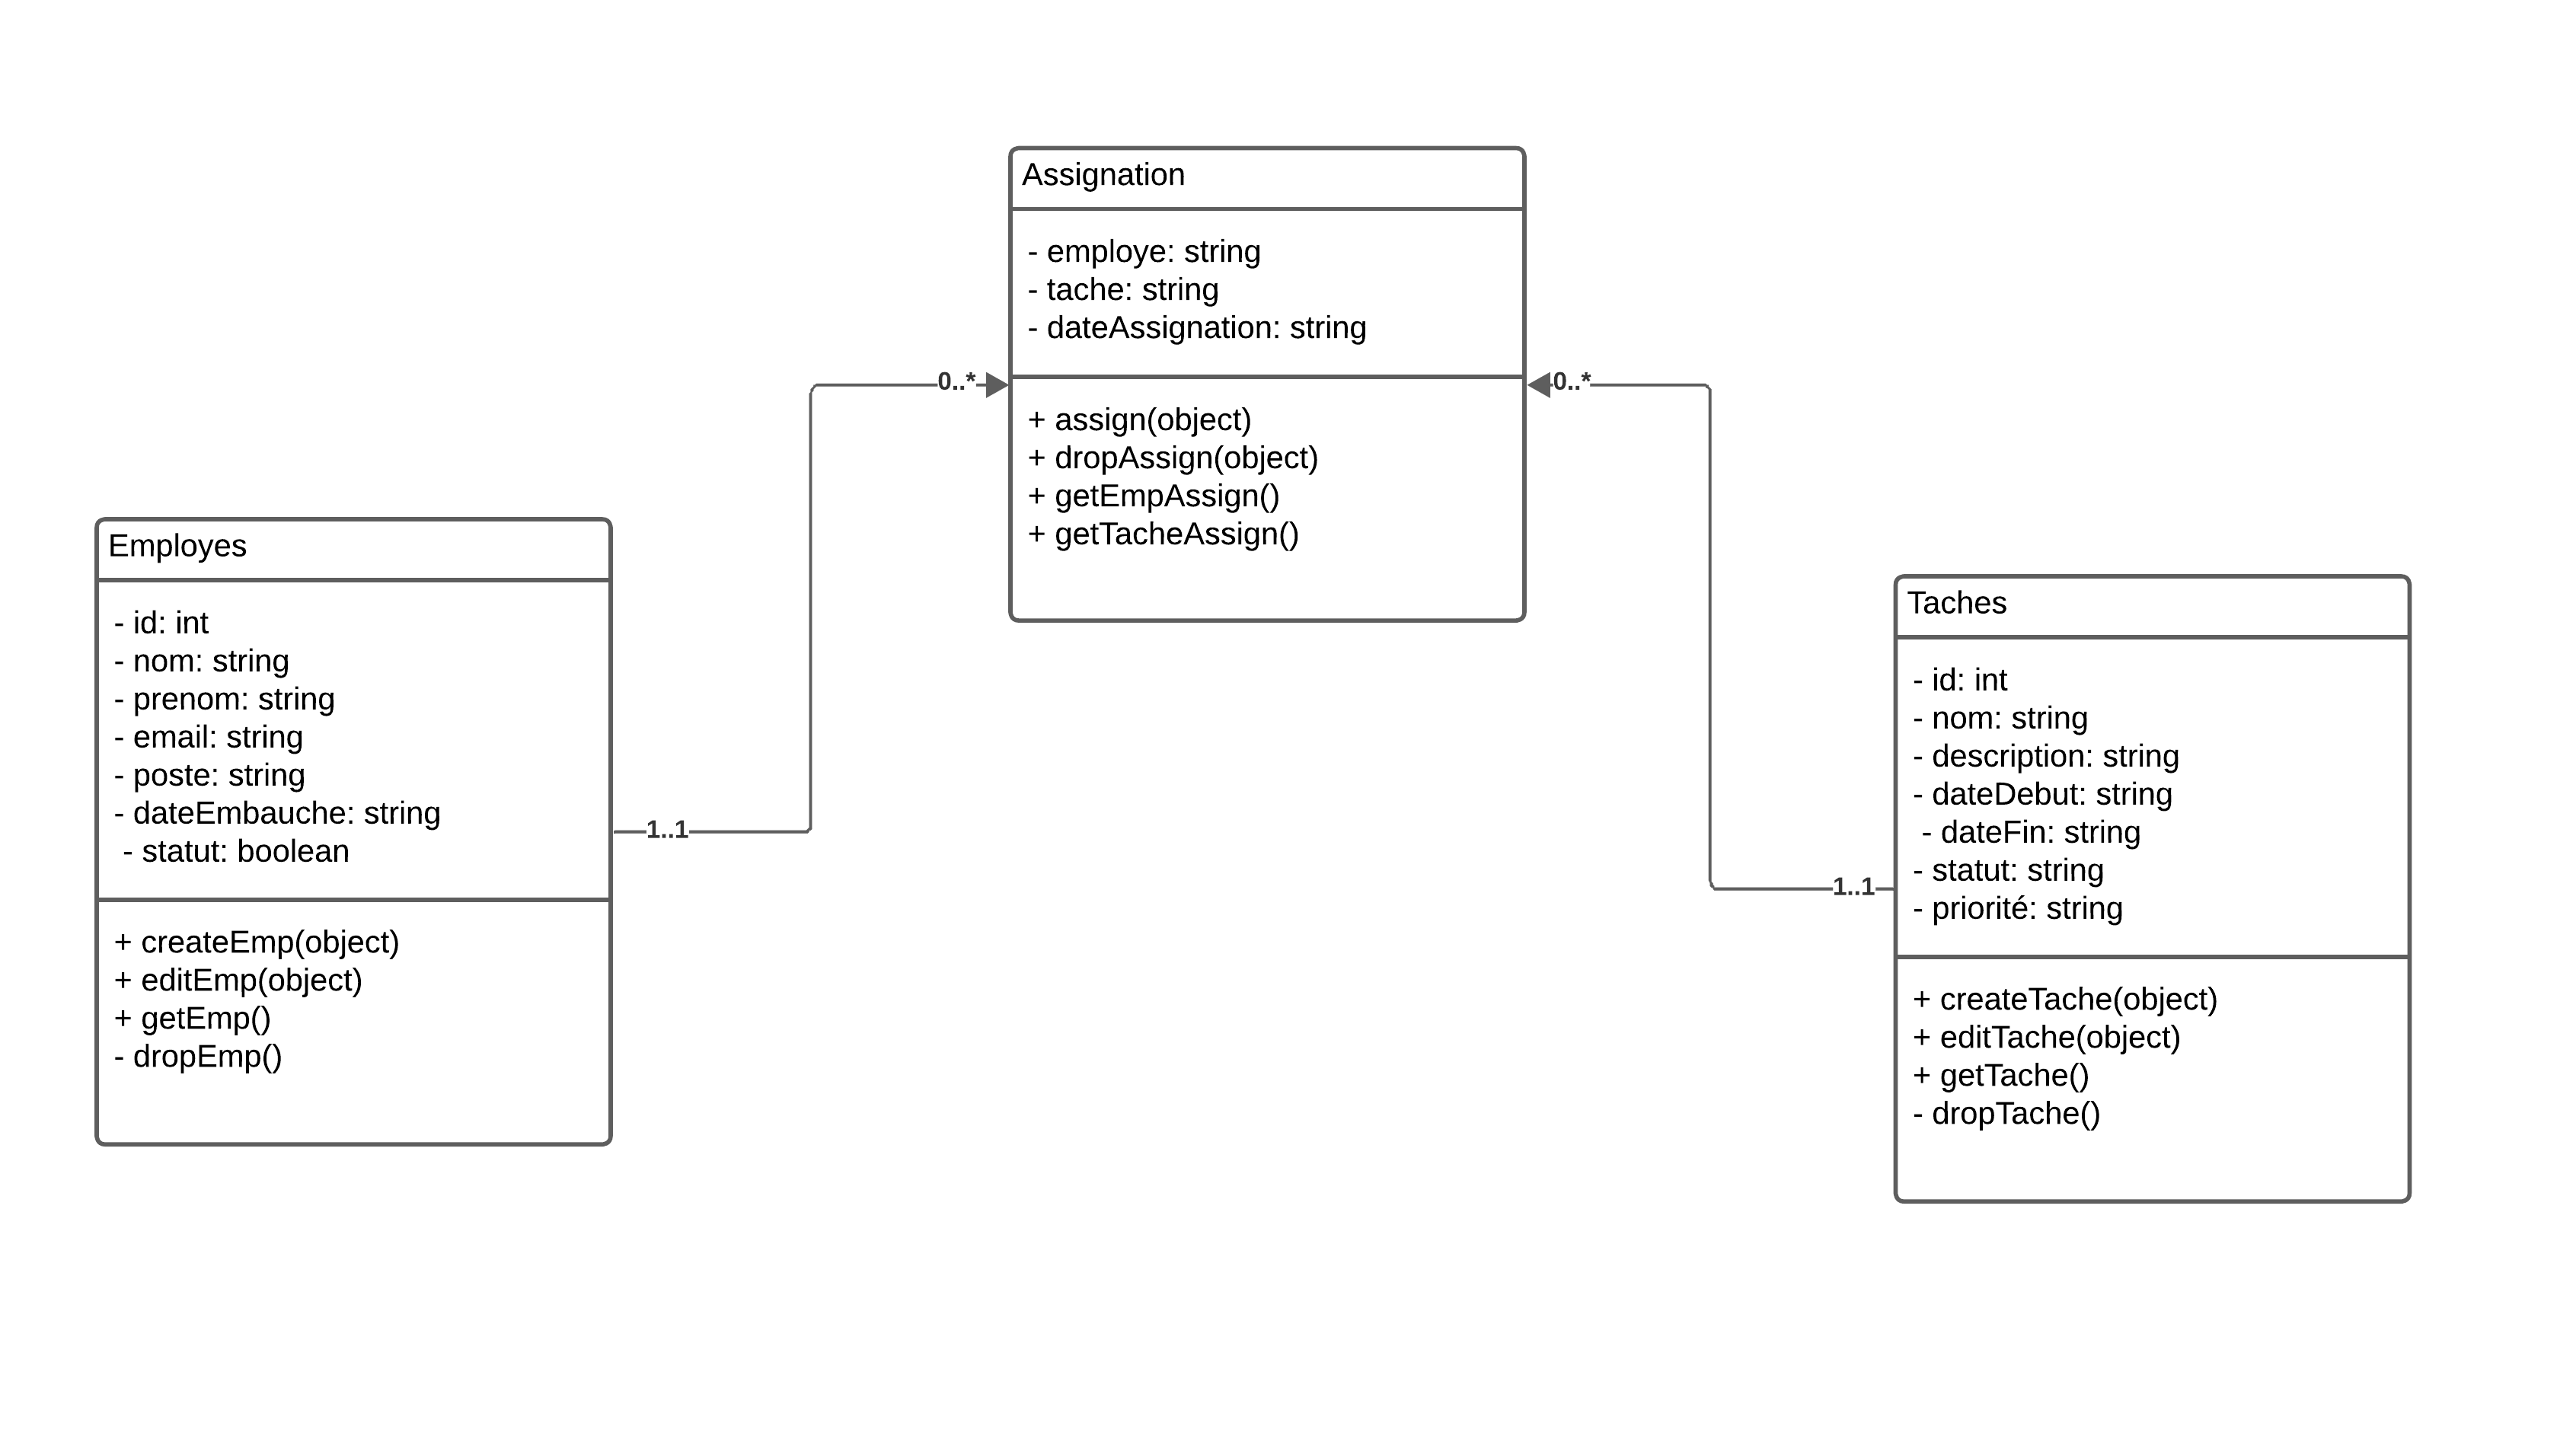 Assignation
- employe: string
- tache: string
- dateAssignation: string
0..*
0..*
+ assign(object)
+ dropAssign(object)
+ getEmpAssign()
+ getTacheAssign()
Employes
- id: int
- nom: string
- prenom: string
- email: string
- poste: string
- dateEmbauche: string
- statut: boolean
1..1
+ createEmp(object)
+ editEmp(object)
+ getEmp()
- dropEmp()
Taches
- id: int
- nom: string
- description: string
- dateDebut: string
- dateFin: string
- statut: string
- priorité: string
1..1
+ createTache(object)
+ editTache(object)
+ getTache()
- dropTache()